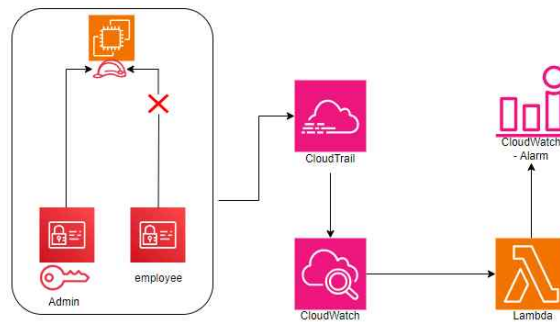 CloudTrail
CloudWatch
- Alarm
Admin
employee
CloudWatch
Lambda